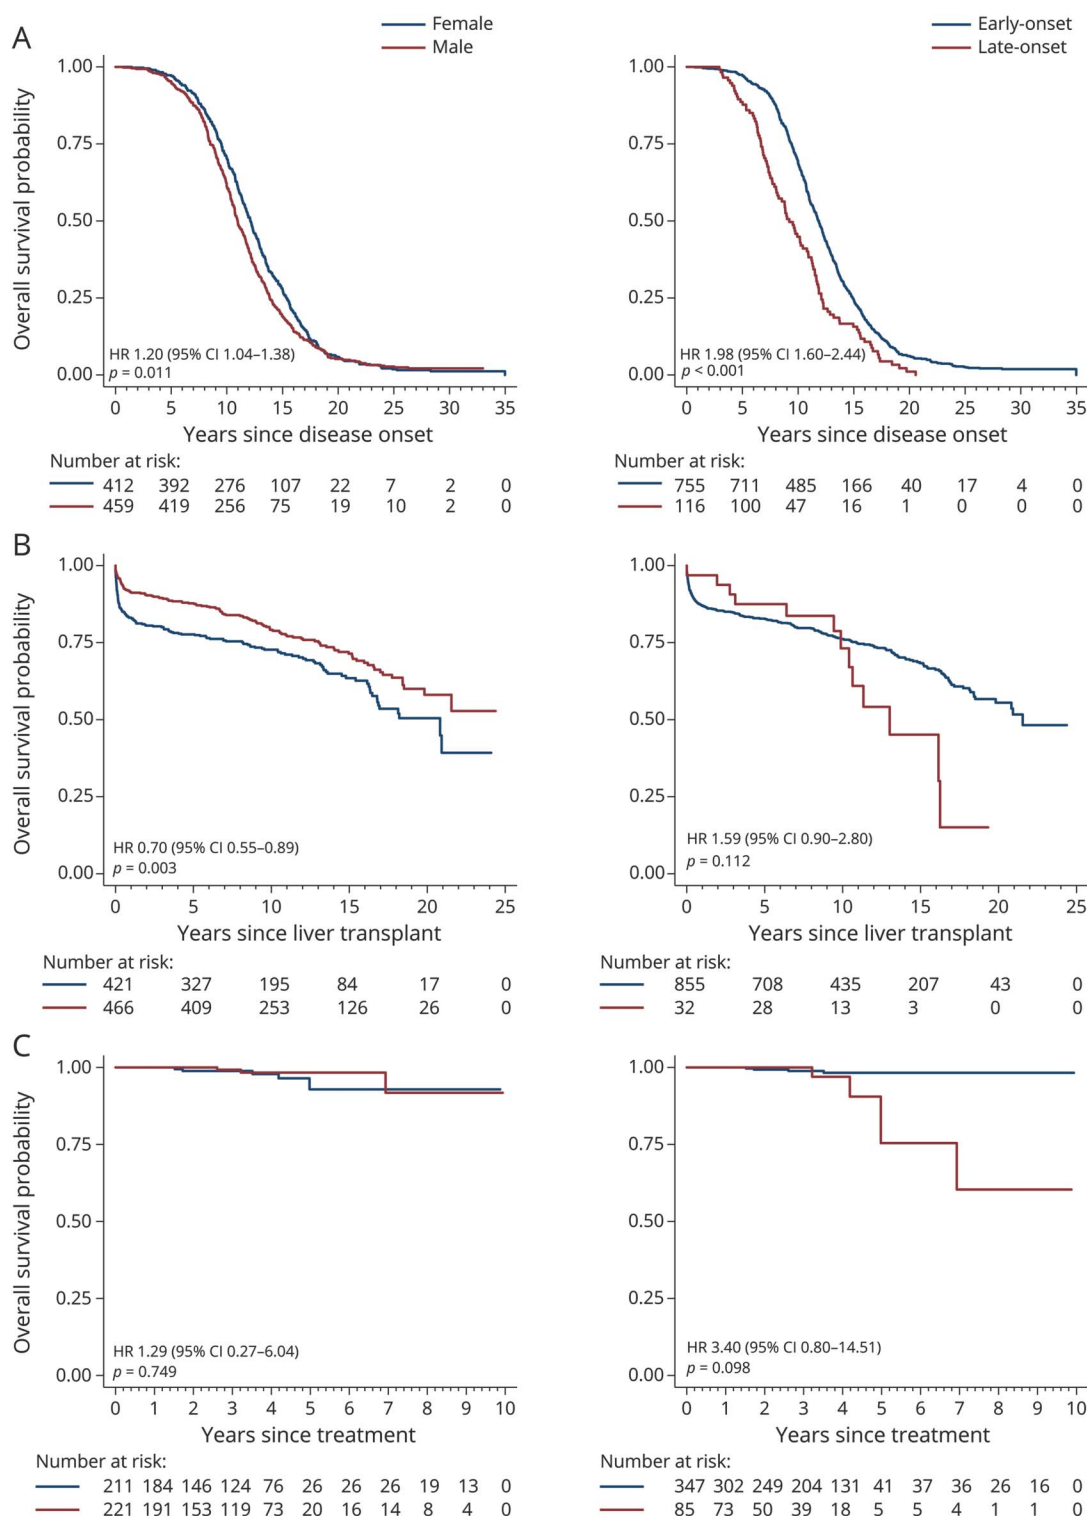 A
Female
Male
Overall survival probability
1.00
0.75
0.50
0.25
0.00
HR 1.20 (95% CI 1.04–1.38)
p = 0.011
0 5 10 15 20 25 30 35
Years since disease onset
Number at risk:
412 392 276 107 22 7 2 0
459 419 256 75 19 10 2 0
Early-onset
Late-onset
1.00
0.75
0.50
0.25
0.00
HR 1.98 (95% CI 1.60–2.44)
p < 0.001
0 5 10 15 20 25 30 35
Years since disease onset
Number at risk:
755 711 485 166 40 17 4 0
116 100 47 16 1 0 0 0
B
Overall survival probability
1.00
0.75
0.50
0.25
0.00
HR 0.70 (95% CI 0.55–0.89)
p = 0.003
0 5 10 15 20 25
Years since liver transplant
Number at risk:
421 327 195 84 17 0
466 409 253 126 26 0
1.00
0.75
0.50
0.25
0.00
HR 1.59 (95% CI 0.90–2.80)
p = 0.112
0 5 10 15 20 25
Years since liver transplant
Number at risk:
855 708 435 207 43 0
32 28 13 3 0 0
C
Overall survival probability
1.00
0.75
0.50
0.25
0.00
HR 1.29 (95% CI 0.27–6.04)
p = 0.749
0 1 2 3 4 5 6 7 8 9 10
Years since treatment
Number at risk:
211 184 146 124 76 26 26 26 19 13 0
221 191 153 119 73 20 16 14 8 4 0
1.00
0.75
0.50
0.25
0.00
HR 3.40 (95% CI 0.80–14.51)
p = 0.098
0 1 2 3 4 5 6 7 8 9 10
Years since treatment
Number at risk:
347 302 249 204 131 41 37 36 26 16 0
85 73 50 39 18 5 5 4 1 1 0